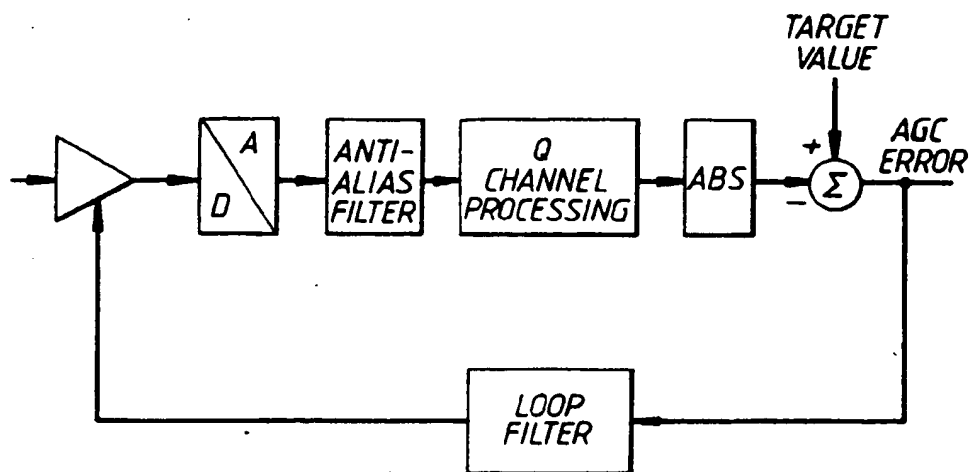 TARGET
VALUE
A
D
ANTI-
ALIAS
FILTER
Q
CHANNEL
PROCESSING
ABS
+
Σ
−
AGC
ERROR
LOOP
FILTER